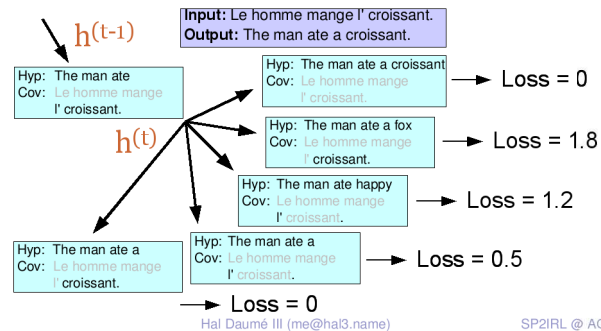 h(t-1)
Input: Le homme mange l' croissant.
Output: The man ate a croissant.
Hyp: The man ate
Cov: Le homme mange
l' croissant.
Hyp: The man ate a croissant
Cov: Le homme mange
l' croissant.
Loss = 0
h(t)
Hyp: The man ate a fox
Cov: Le homme mange
l' croissant.
Loss = 1.8
Hyp: The man ate happy
Cov: Le homme mange
l' croissant.
Loss = 1.2
Hyp: The man ate a
Cov: Le homme mange
l' croissant.
Loss = 0.5
Hyp: The man ate a
Cov: Le homme mange
l' croissant.
Loss = 0
Hal Daumé III (me@hal3.name)
SP2IRL @ AC